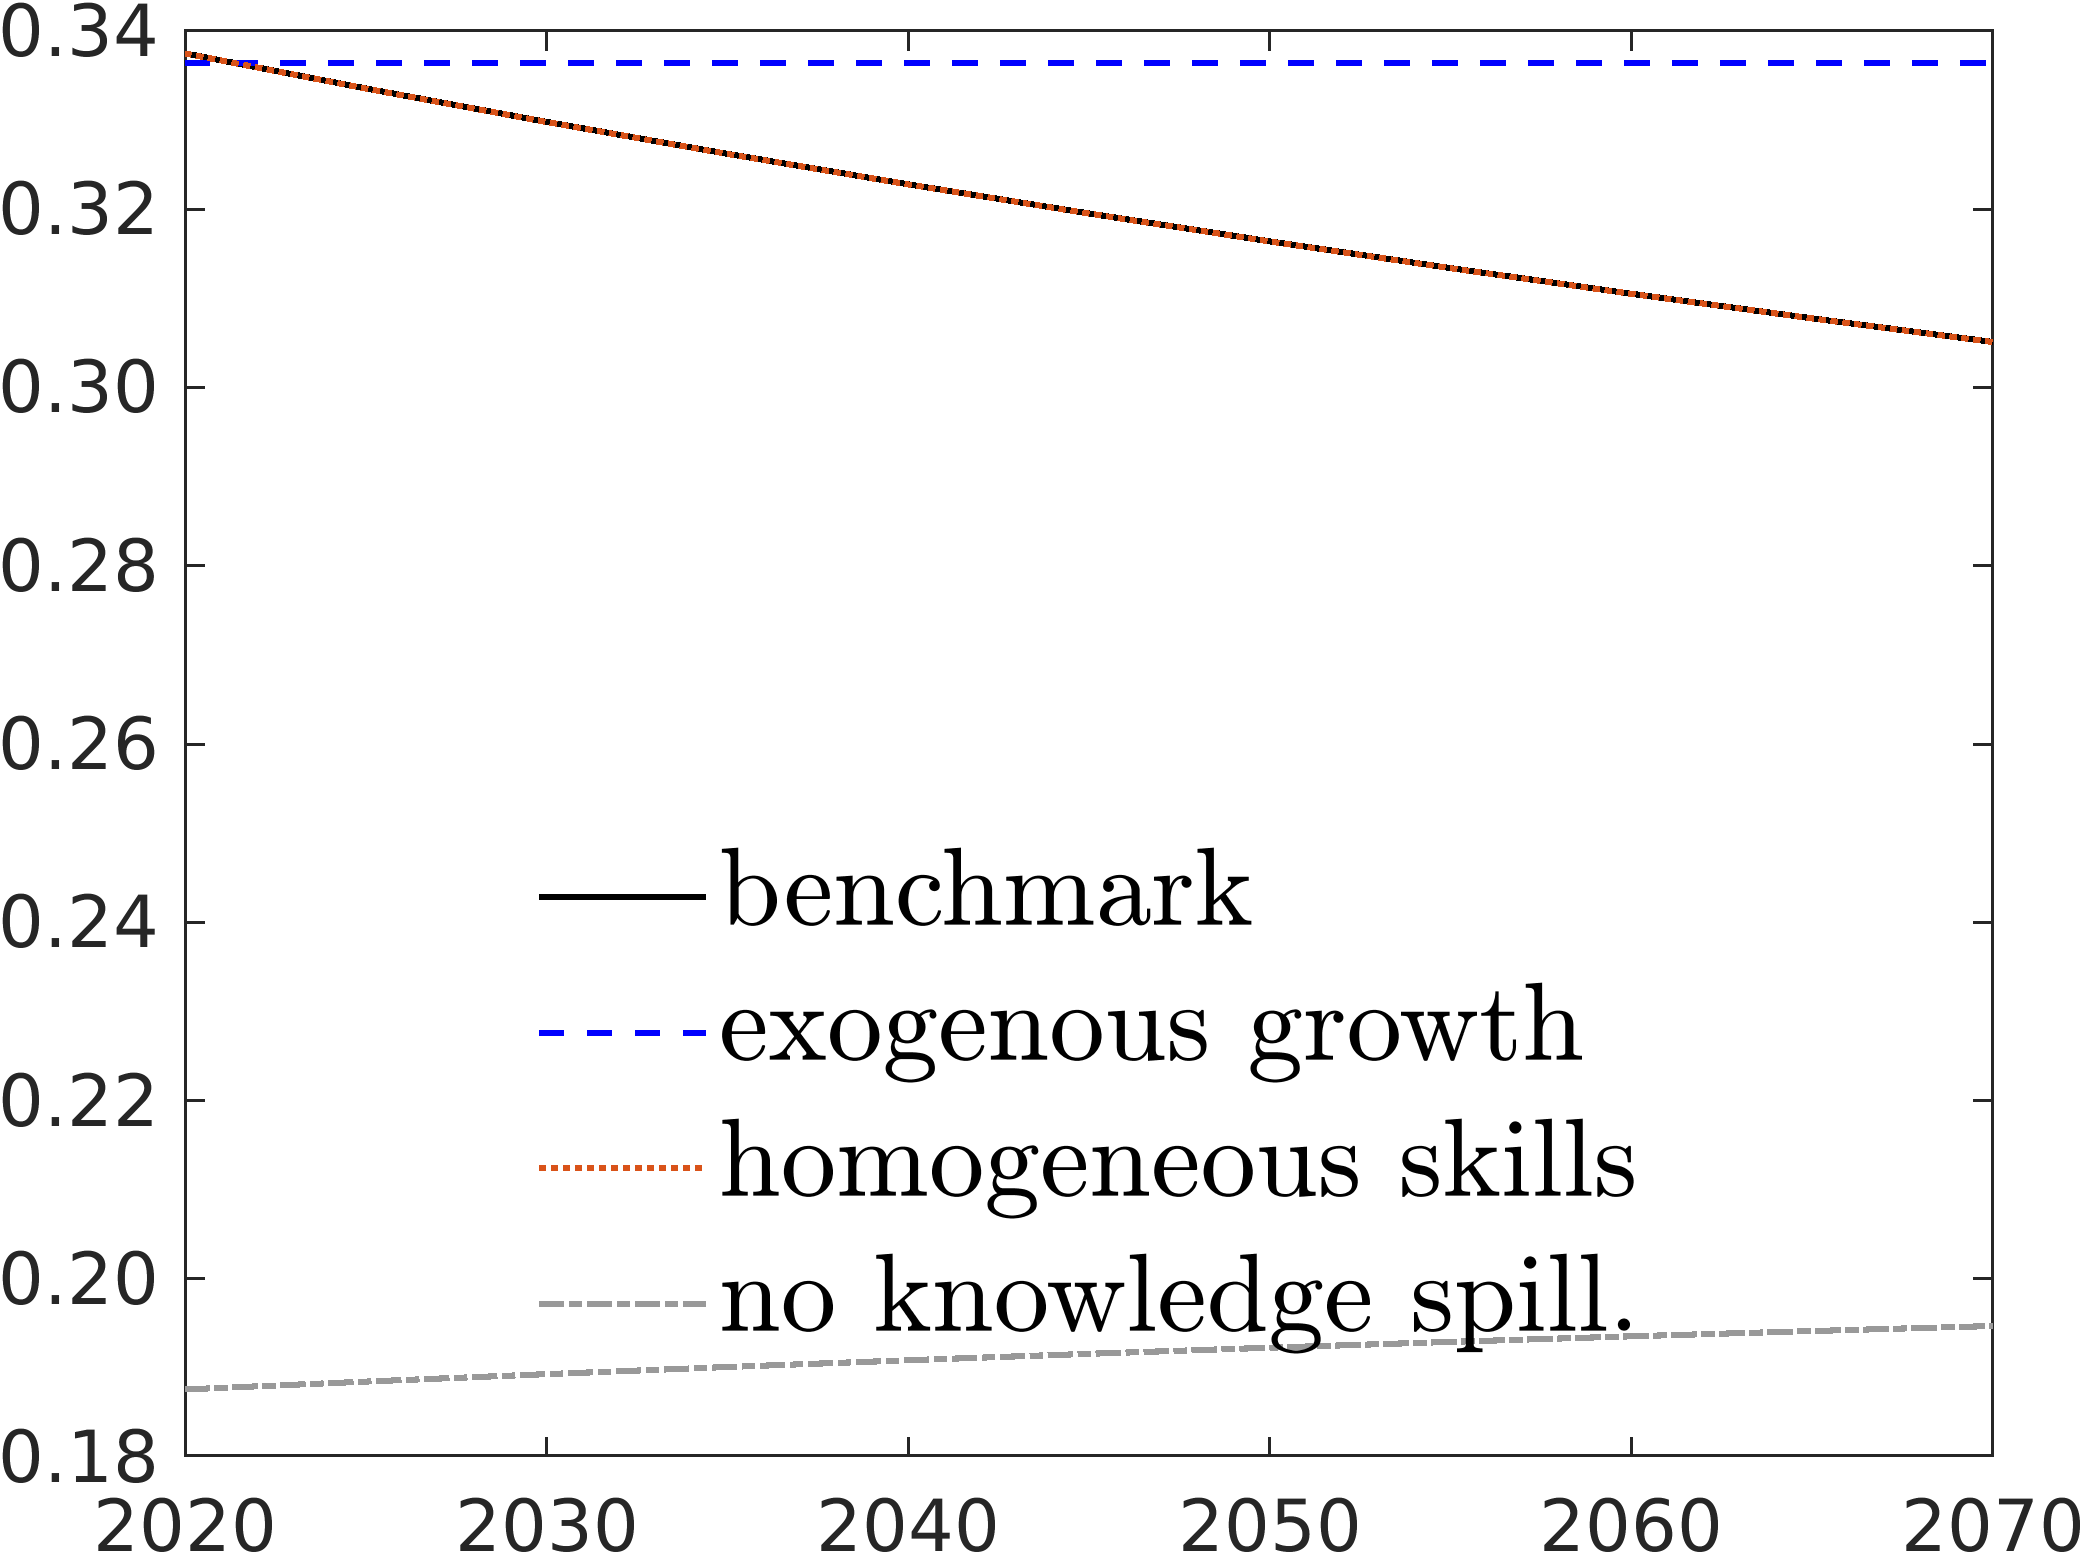 0.34
0.32
0.30
0.28
0.26
0.24
0.22
0.20
0.18
benchmark
exogenous growth
homogeneous skills
no knowledge spill.
2020 2030 2040 2050 2060 2070